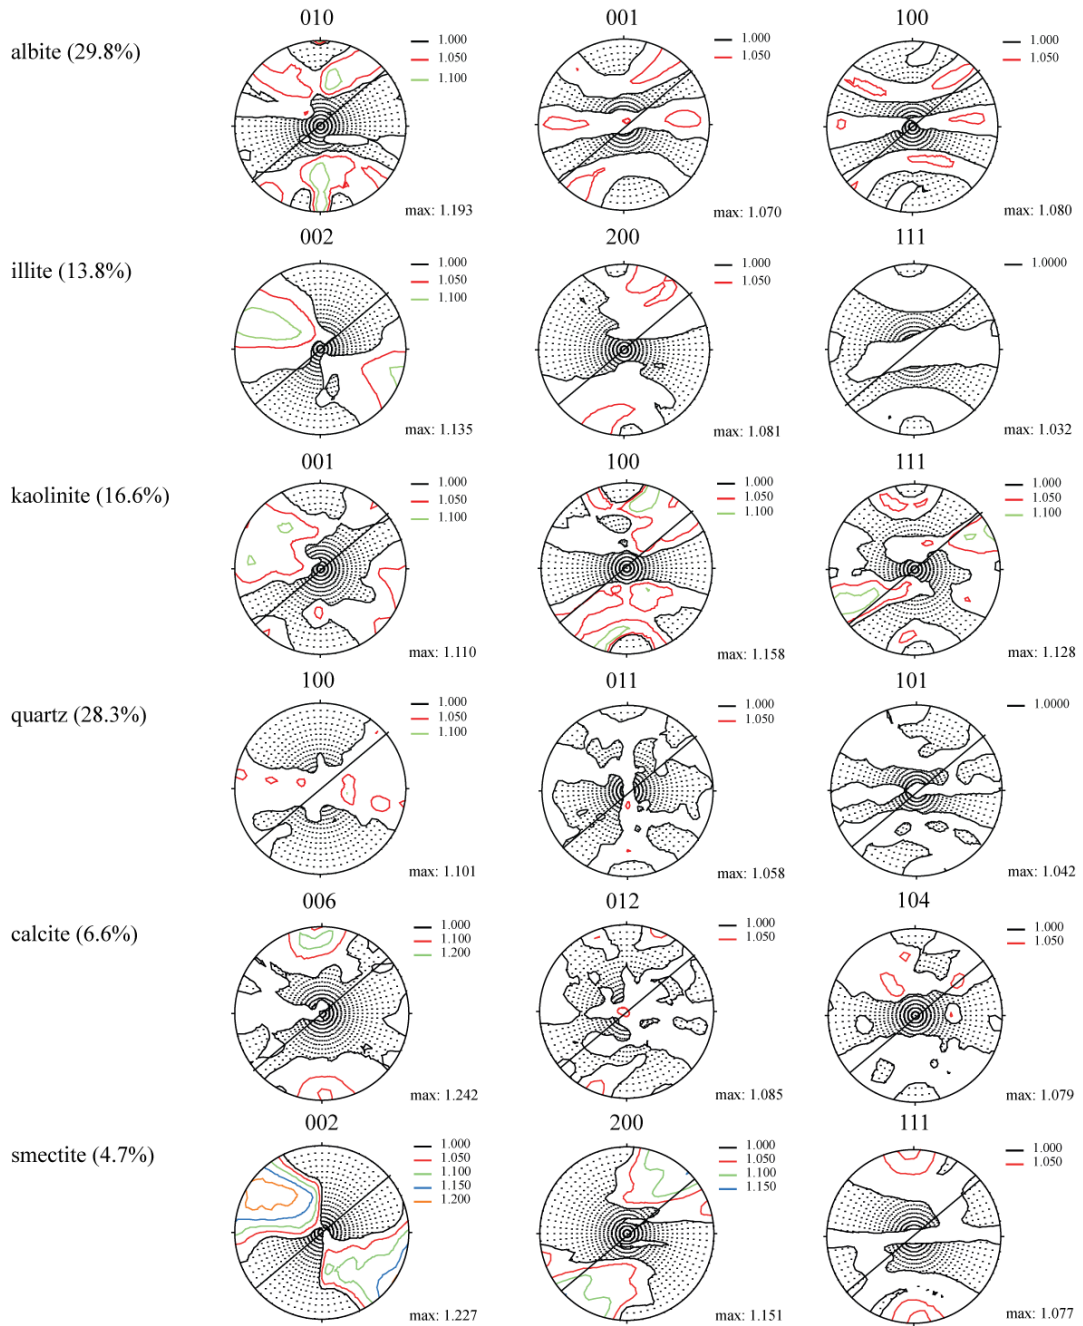 010 001 100
albite (29.8%)
1.000 1.000 1.000
1.050 1.050 1.050
1.100
max: 1.193 max: 1.070 max: 1.080
002 200 111
illite (13.8%)
1.000 1.000 1.0000
1.050 1.050
1.100
max: 1.135 max: 1.081 max: 1.032
001 100 111
kaolinite (16.6%)
1.000 1.000 1.000
1.050 1.050 1.050
1.100 1.100 1.100
max: 1.110 max: 1.158 max: 1.128
100 011 101
quartz (28.3%)
1.000 1.000 1.0000
1.050 1.050
1.100
max: 1.101 max: 1.058 max: 1.042
006 012 104
calcite (6.6%)
1.000 1.000 1.000
1.100 1.050 1.050
1.200
max: 1.242 max: 1.085 max: 1.079
002 200 111
smectite (4.7%)
1.000 1.000 1.000
1.050 1.050 1.050
1.100 1.100
1.150 1.150
1.200
max: 1.227 max: 1.151 max: 1.077